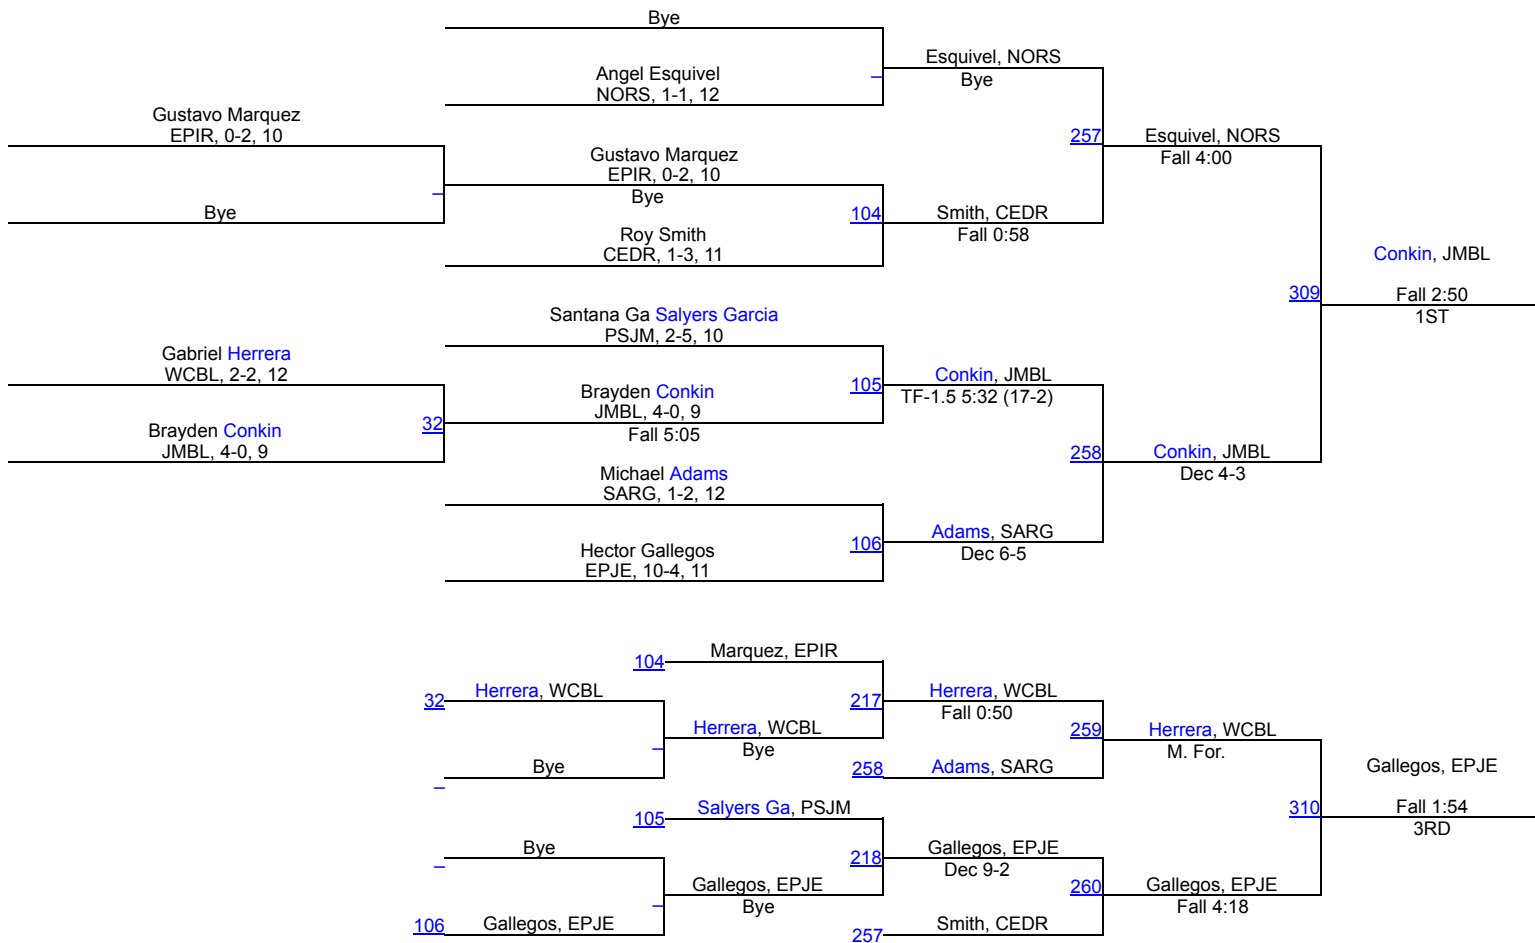 Bye
Angel Esquivel
NORS, 1-1, 12
Esquivel, NORS
Bye
Gustavo Marquez
EPIR, 0-2, 10
Bye
Gustavo Marquez
EPIR, 0-2, 10
Bye
Roy Smith
CEDR, 1-3, 11
104
Smith, CEDR
Fall 0:58
257
Esquivel, NORS
Fall 4:00
Gabriel Herrera
WCBL, 2-2, 12
Brayden Conkin
JMBL, 4-0, 9
32
Santana Ga Salyers Garcia
PSJM, 2-5, 10
Brayden Conkin
JMBL, 4-0, 9
Fall 5:05
105
Conkin, JMBL
TF-1.5 5:32 (17-2)
Michael Adams
SARG, 1-2, 12
Hector Gallegos
EPJE, 10-4, 11
106
Adams, SARG
Dec 6-5
258
Conkin, JMBL
Dec 4-3
309
Conkin, JMBL
Fall 2:50
1ST
104
Marquez, EPIR
32
Herrera, WCBL
Bye
Herrera, WCBL
Bye
217
Herrera, WCBL
Fall 0:50
258
Adams, SARG
259
Herrera, WCBL
M. For.
105
Salyers Ga, PSJM
Bye
106
Gallegos, EPJE
Gallegos, EPJE
Bye
218
Gallegos, EPJE
Dec 9-2
257
Smith, CEDR
260
Gallegos, EPJE
Fall 4:18
310
Gallegos, EPJE
Fall 1:54
3RD